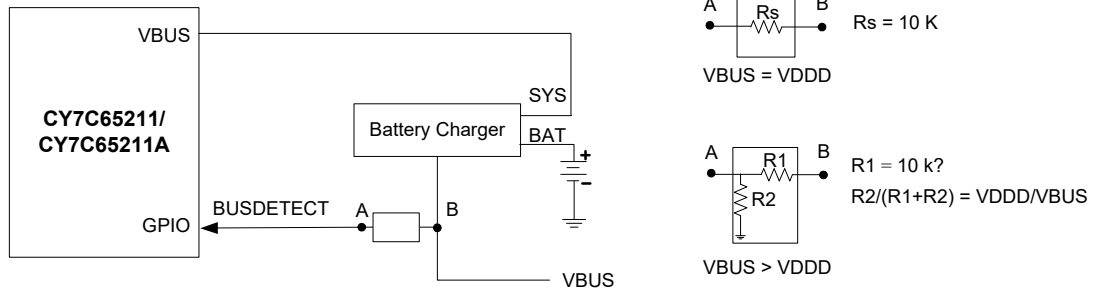 VBUS
CY7C65211/
CY7C65211A
SYS
Battery Charger
BAT
+
-
BUSDETECT
A
B
GPIO
VBUS
A
B
Rs
Rs = 10 K
VBUS = VDDD
A
B
R1
R2
R1 = 10 k?
R2/(R1+R2) = VDDD/VBUS
VBUS > VDDD